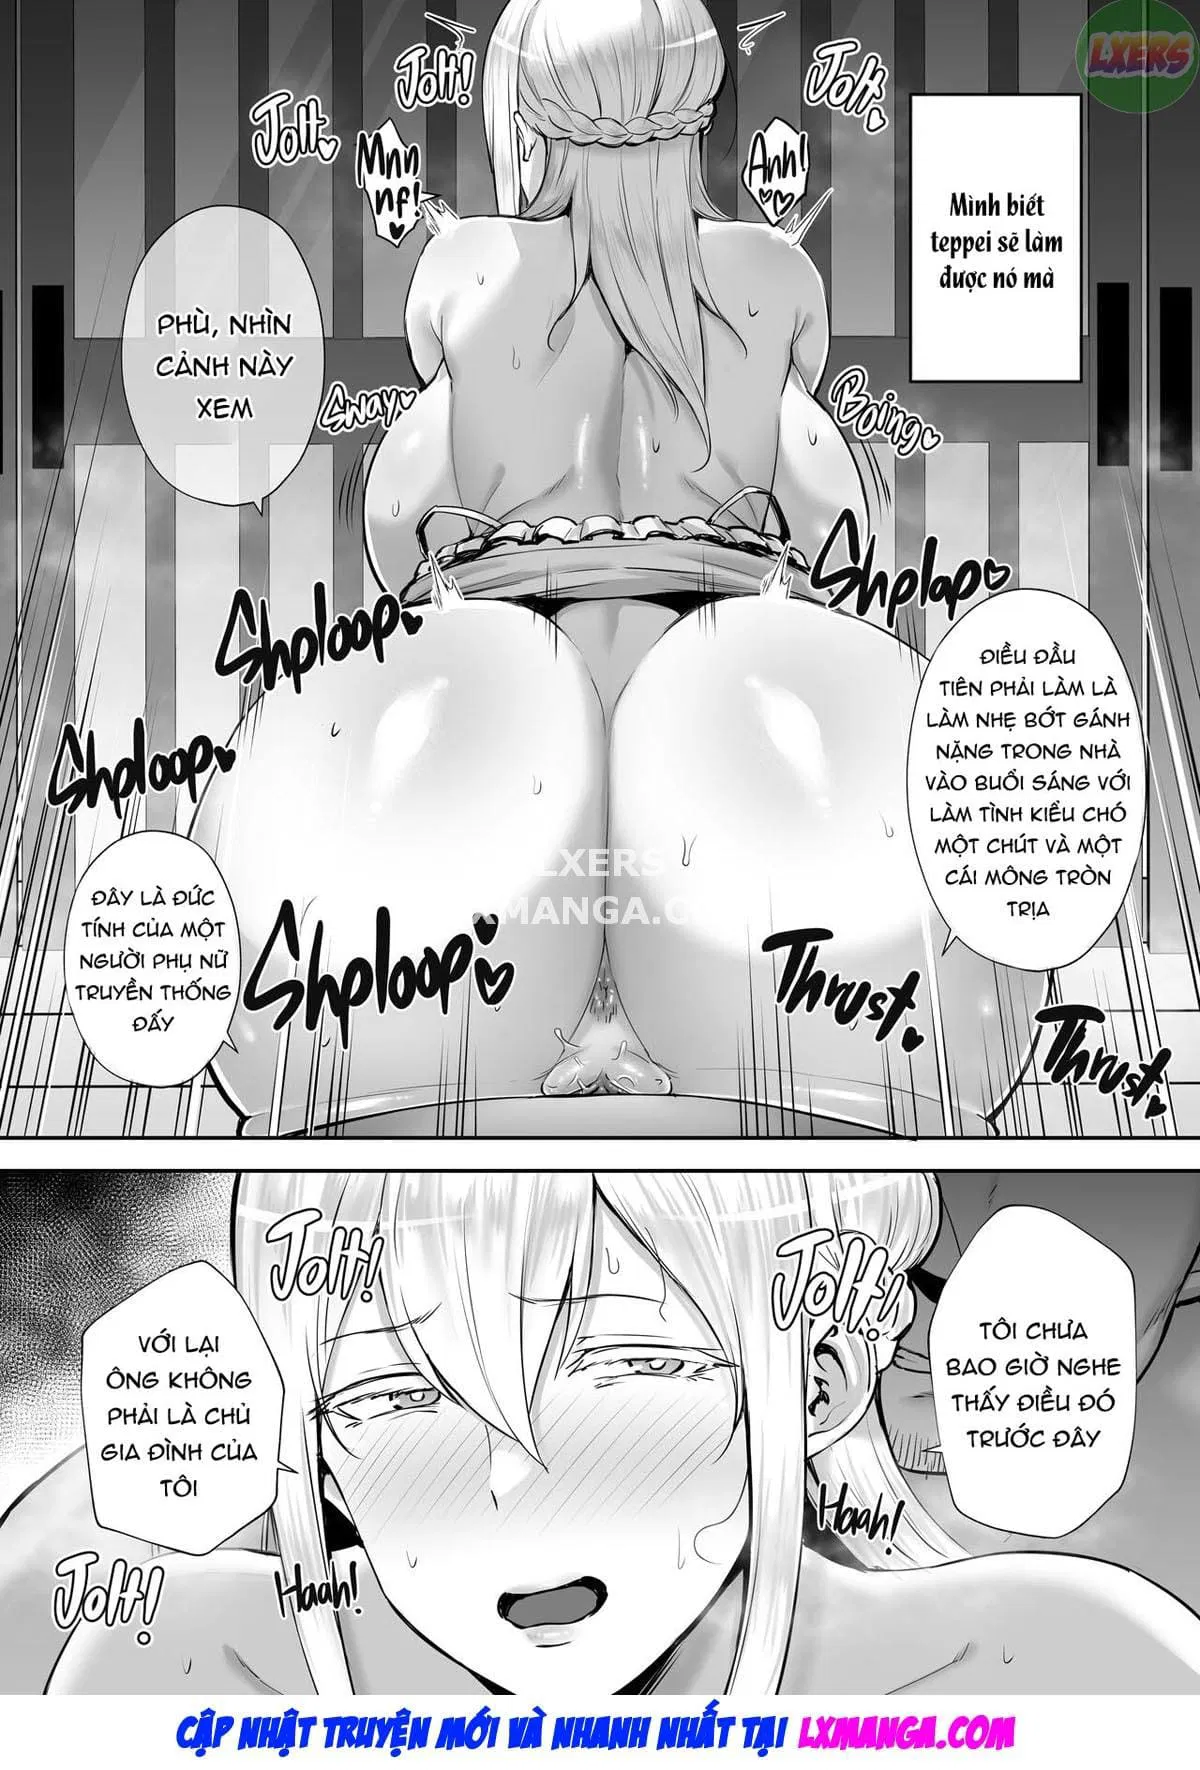 LXERS
Jolt!
Jolt
Jolt
Mnn
nf!
Anh!
Mình biết
teppei sẽ làm
được nó mà
PHÙ, NHÌN
CẢNH NÀY
XEM
Sway
Boing
Shplap
Shploop
ĐIỀU ĐẦU
TIÊN PHẢI LÀM LÀ
LÀM NHẸ BỚT GÁNH
NẶNG TRONG NHÀ
VÀO BUỔI SÁNG VỚI
LÀM TÌNH KIỂU CHÓ
MỘT CHÚT VÀ MỘT
CÁI MÔNG TRÒN
TRỊA
Shploop
LXERS
MANGA.
ĐÂY LÀ ĐỨC
TÍNH CỦA MỘT
NGƯỜI PHỤ NỮ
TRUYỀN THỐNG
ĐẤY
Shploop
Thrust
Thrust
Jolt!
Jolt!
TÔI CHƯA
BAO GIỜ NGHE
THẤY ĐIỀU ĐÓ
TRƯỚC ĐÂY
VỚI LẠI
ÔNG KHÔNG
PHẢI LÀ CHỦ
GIA ĐÌNH CỦA
TÔI
Haah!
Jolt!
Haah!
CẬP NHẬT TRUYỆN MỚI VÀ NHANH NHẤT TẠI LXMANGA.COM